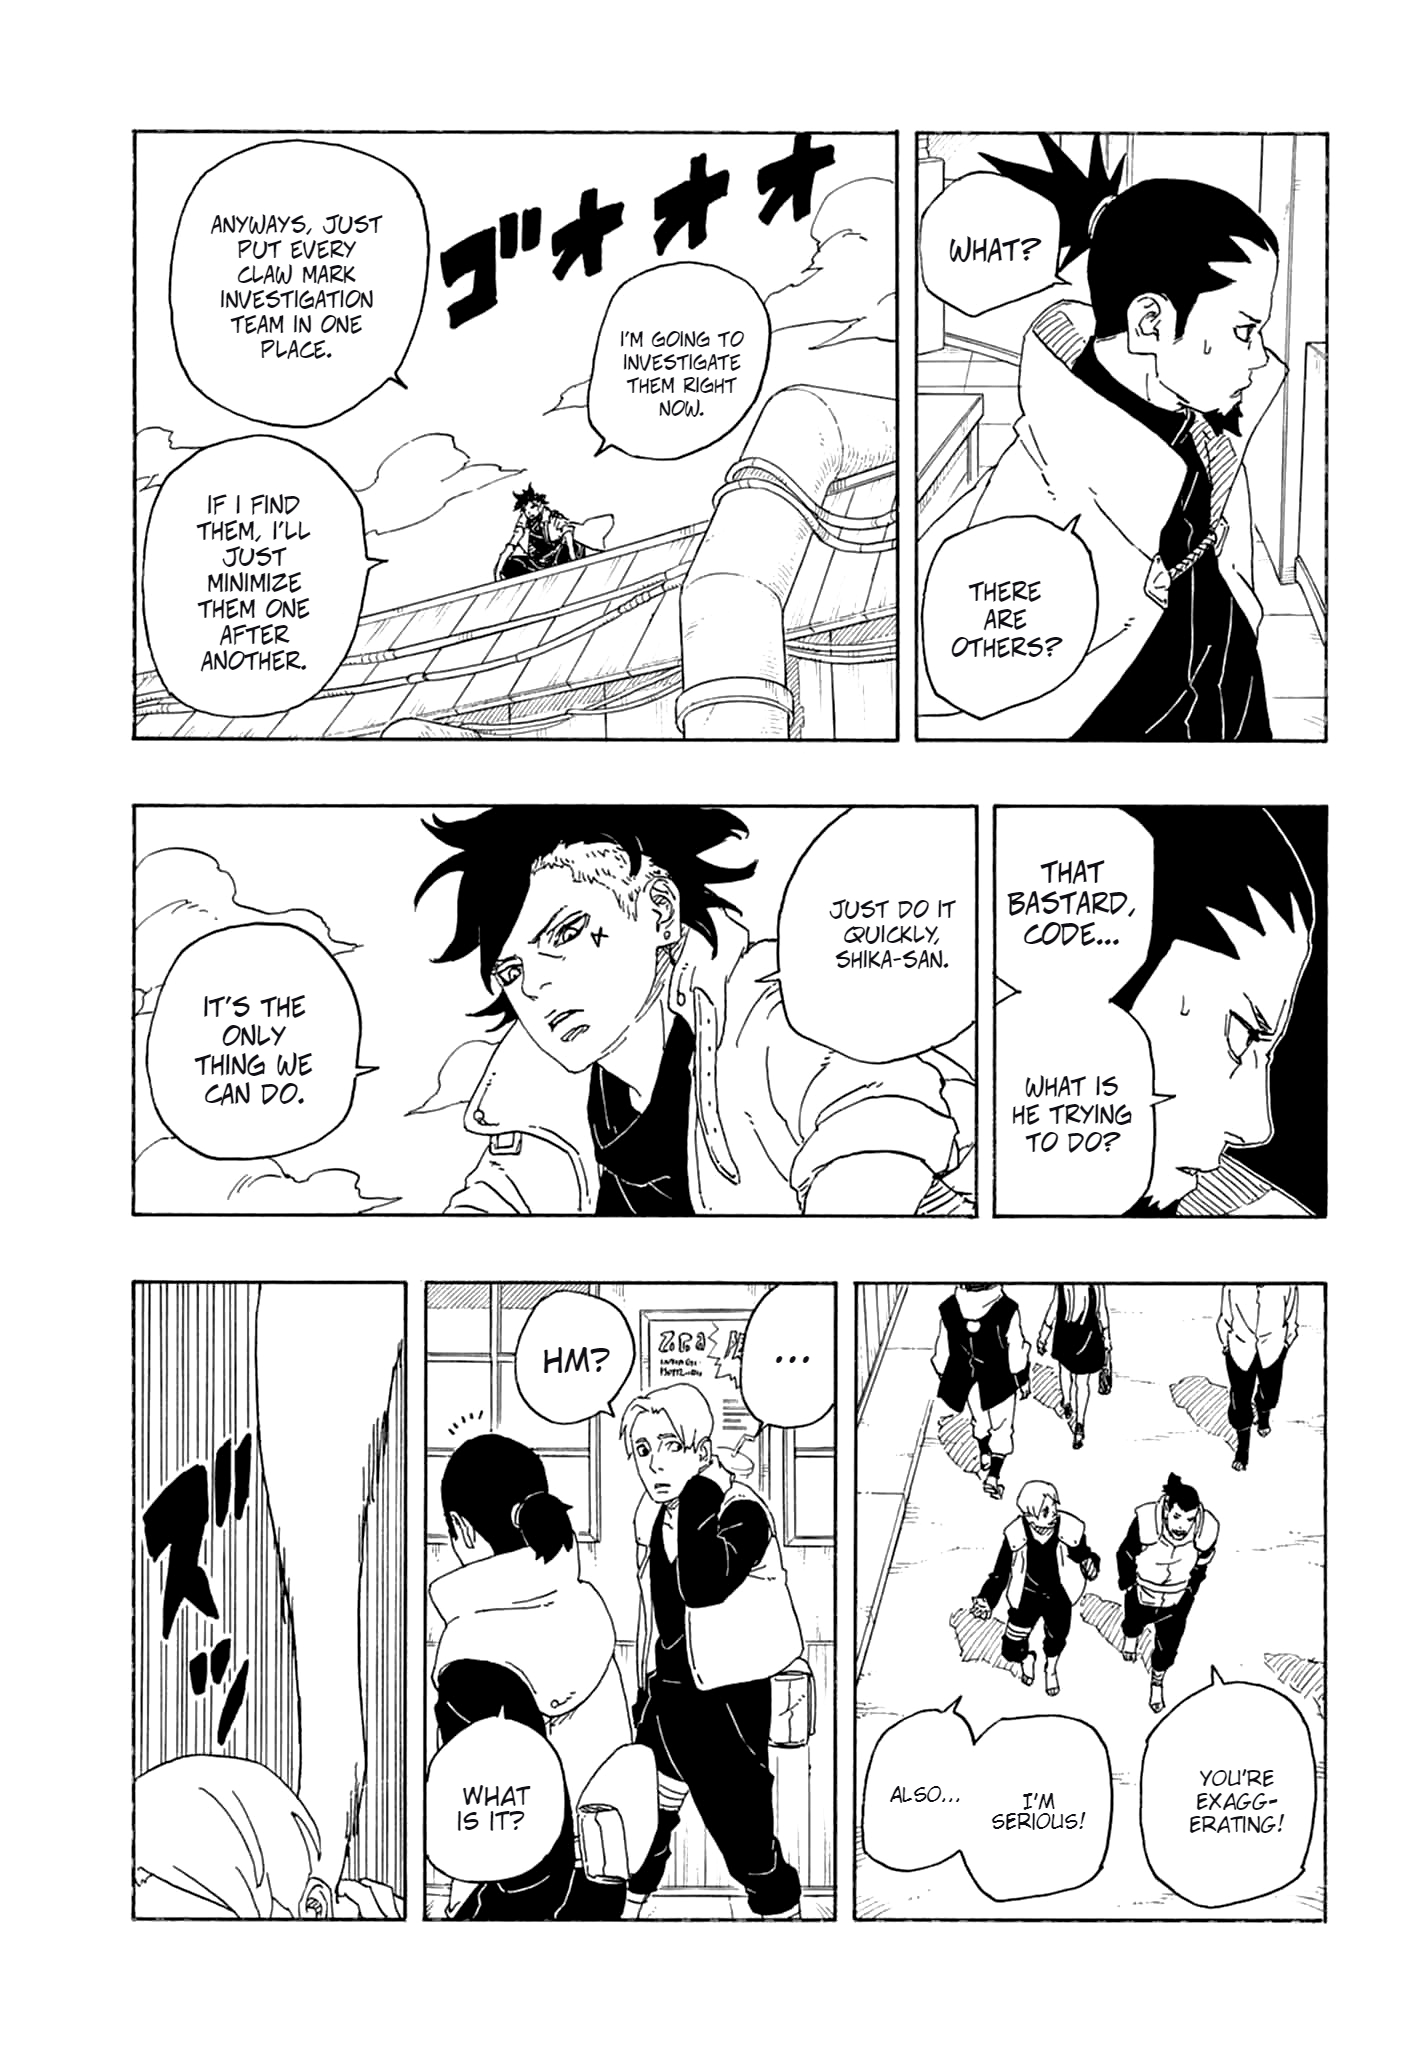 WHAT?
THERE
ARE
OTHERS?
ゴオオオ
I'M GOING TO
INVESTIGATE
THEM RIGHT
NOW.
ANYWAYS, JUST
PUT EVERY
CLAW MARK
INVESTIGATION
TEAM IN ONE
PLACE.
IF I FIND
THEM, I'LL
JUST
MINIMIZE
THEM ONE
AFTER
ANOTHER.
THAT
BASTARD,
CODE...
WHAT IS
HE TRYING
TO DO?
JUST DO IT
QUICKLY,
SHIKA-SAN.
IT'S THE
ONLY
THING WE
CAN DO.
YOU'RE
EXAGG-
ERATING!
I'M
SERIOUS!
ALSO...
...
HM?
WHAT
IS IT?
ズズ